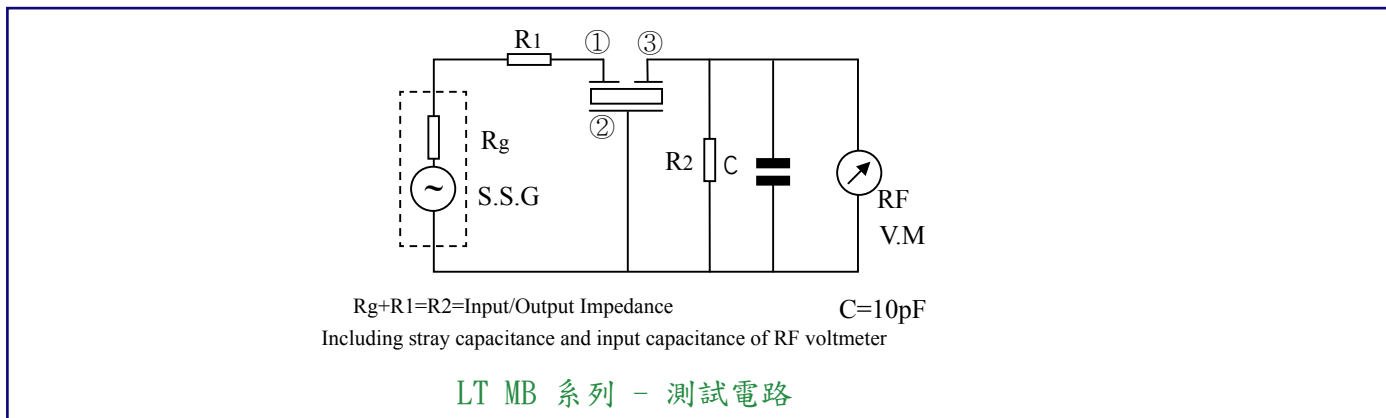 R1
① ③
②
Rg
R2 C
S.S.G
RF
V.M
~
Rg+R1=R2=Input/Output Impedance
C=10pF
Including stray capacitance and input capacitance of RF voltmeter
LT MB 系列 - 測試電路